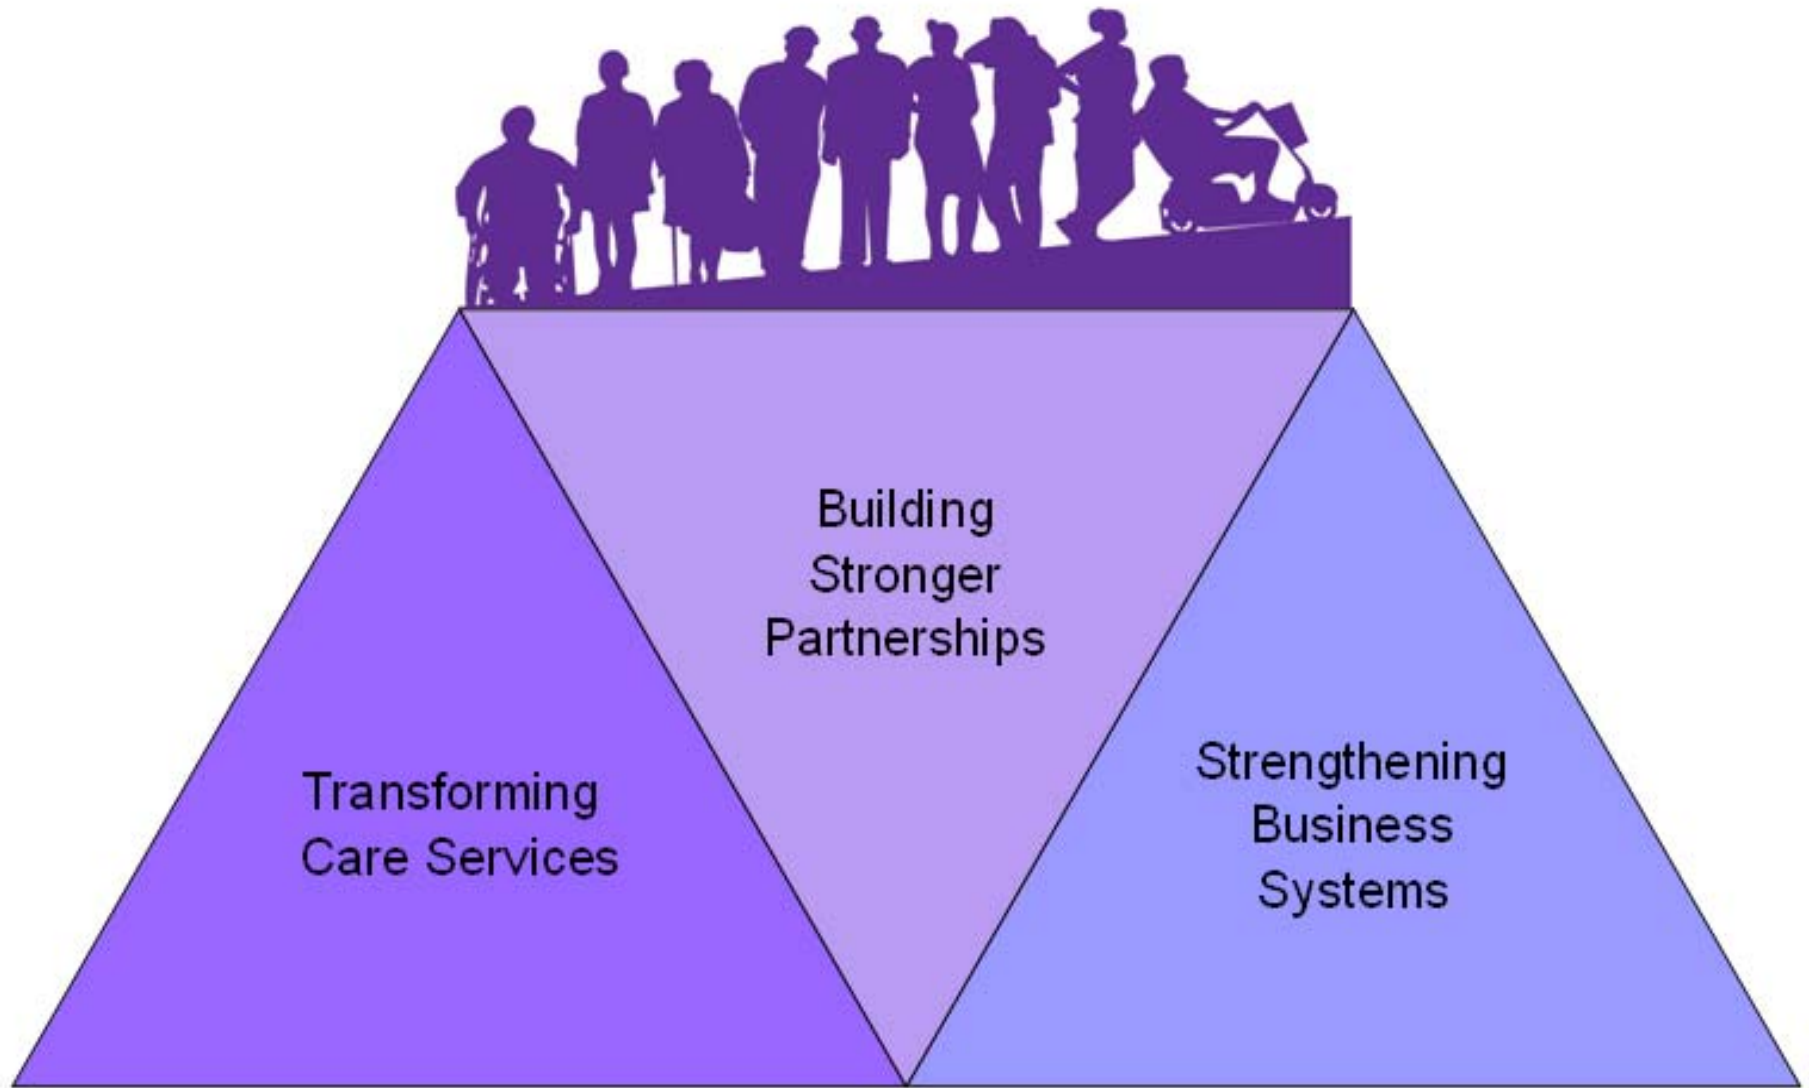 Building
Stronger
Partnerships
Transforming
Care Services
Strengthening
Business
Systems